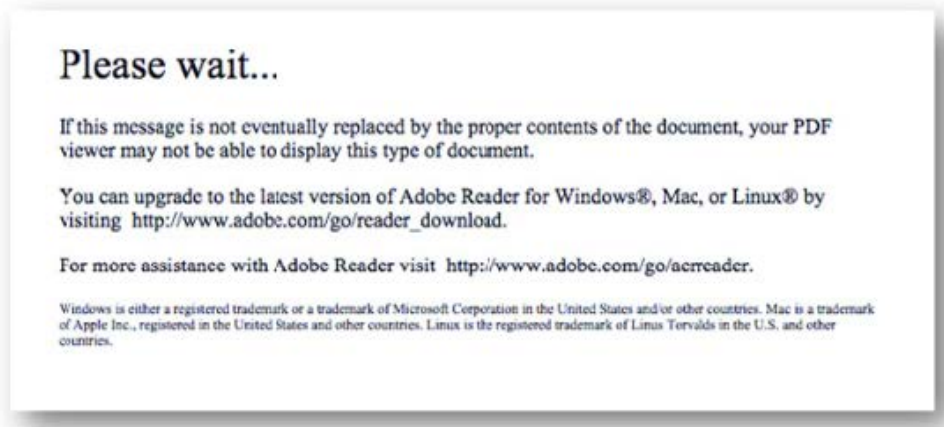 Please wait...
If this message is not eventually replaced by the proper contents of the document, your PDF
viewer may not be able to display this type of document.
You can upgrade to the latest version of Adobe Reader for Windows®, Mac, or Linux® by
visiting http://www.adobe.com/go/reader_download.
For more assistance with Adobe Reader visit http://www.adobe.com/go/acrreader.
Windows is either a registered trademark or a trademark of Microsoft Corporation in the United States and/or other countries. Mac is a trademark
of Apple Inc., registered in the United States and other countries. Linux is the registered trademark of Linus Torvalds in the U.S. and other
countries.